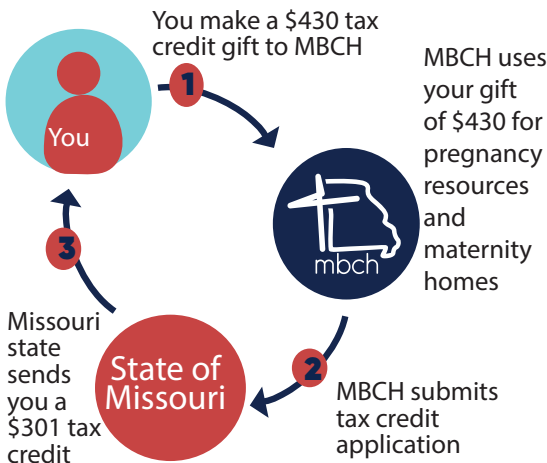 You make a $430 tax
credit gift to MBCH
1
You
MBCH uses
your gift
of $430 for
pregnancy
resources
and
maternity
homes
mbch
2
MBCH submits
tax credit
application
State of
Missouri
3
Missouri
state
sends
you a
$301 tax
credit